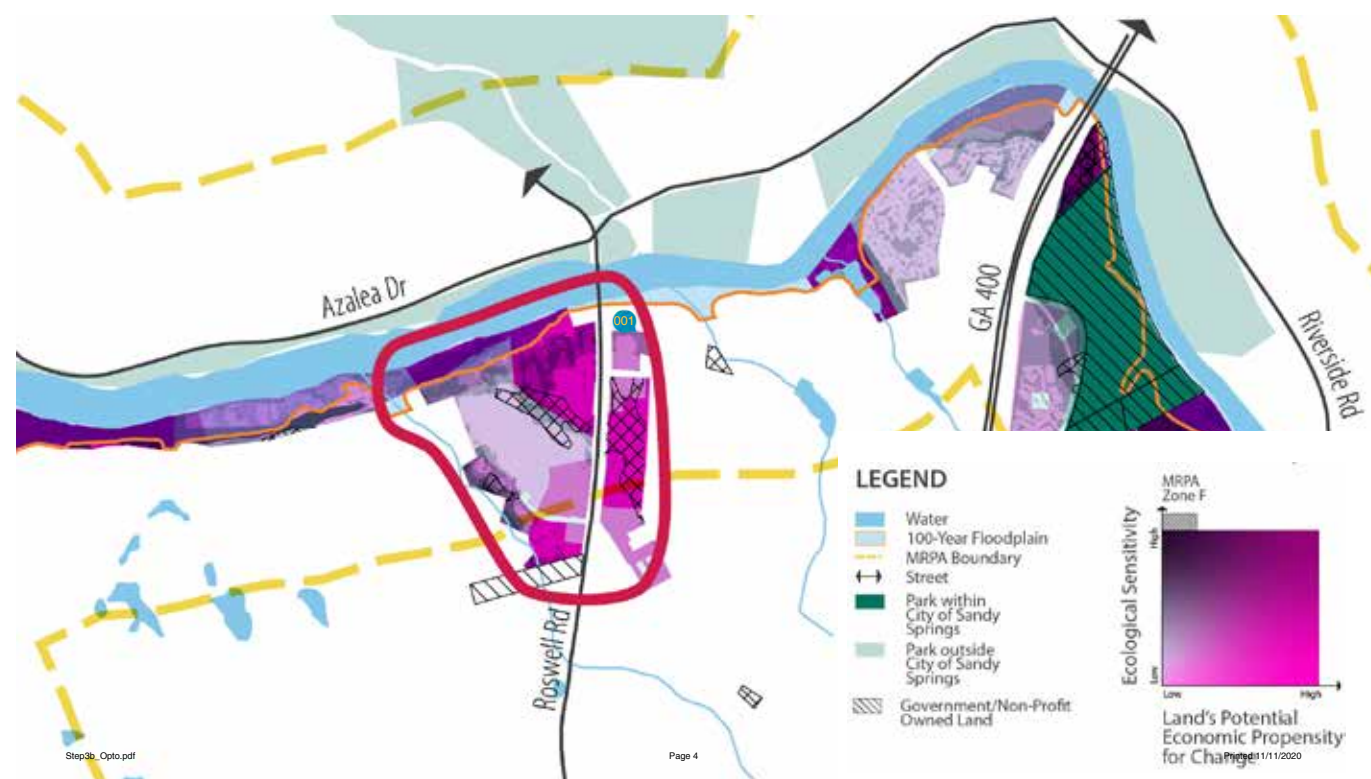 Azalea Dr
001
GA 400
Riverside Rd
Roswell Rd
LEGEND
Water
100-Year Floodplain
MRPA Boundary
Street
Park within
City of Sandy
Springs
Park outside
City of Sandy
Springs
Government/Non-Profit
Owned Land
MRPA
Zone F
Ecological Sensitivity
High
Low
Low
High
Land's Potential
Economic Propensity
for Change
Step3b_Opto.pdf
Page 4
Printed 11/11/2020